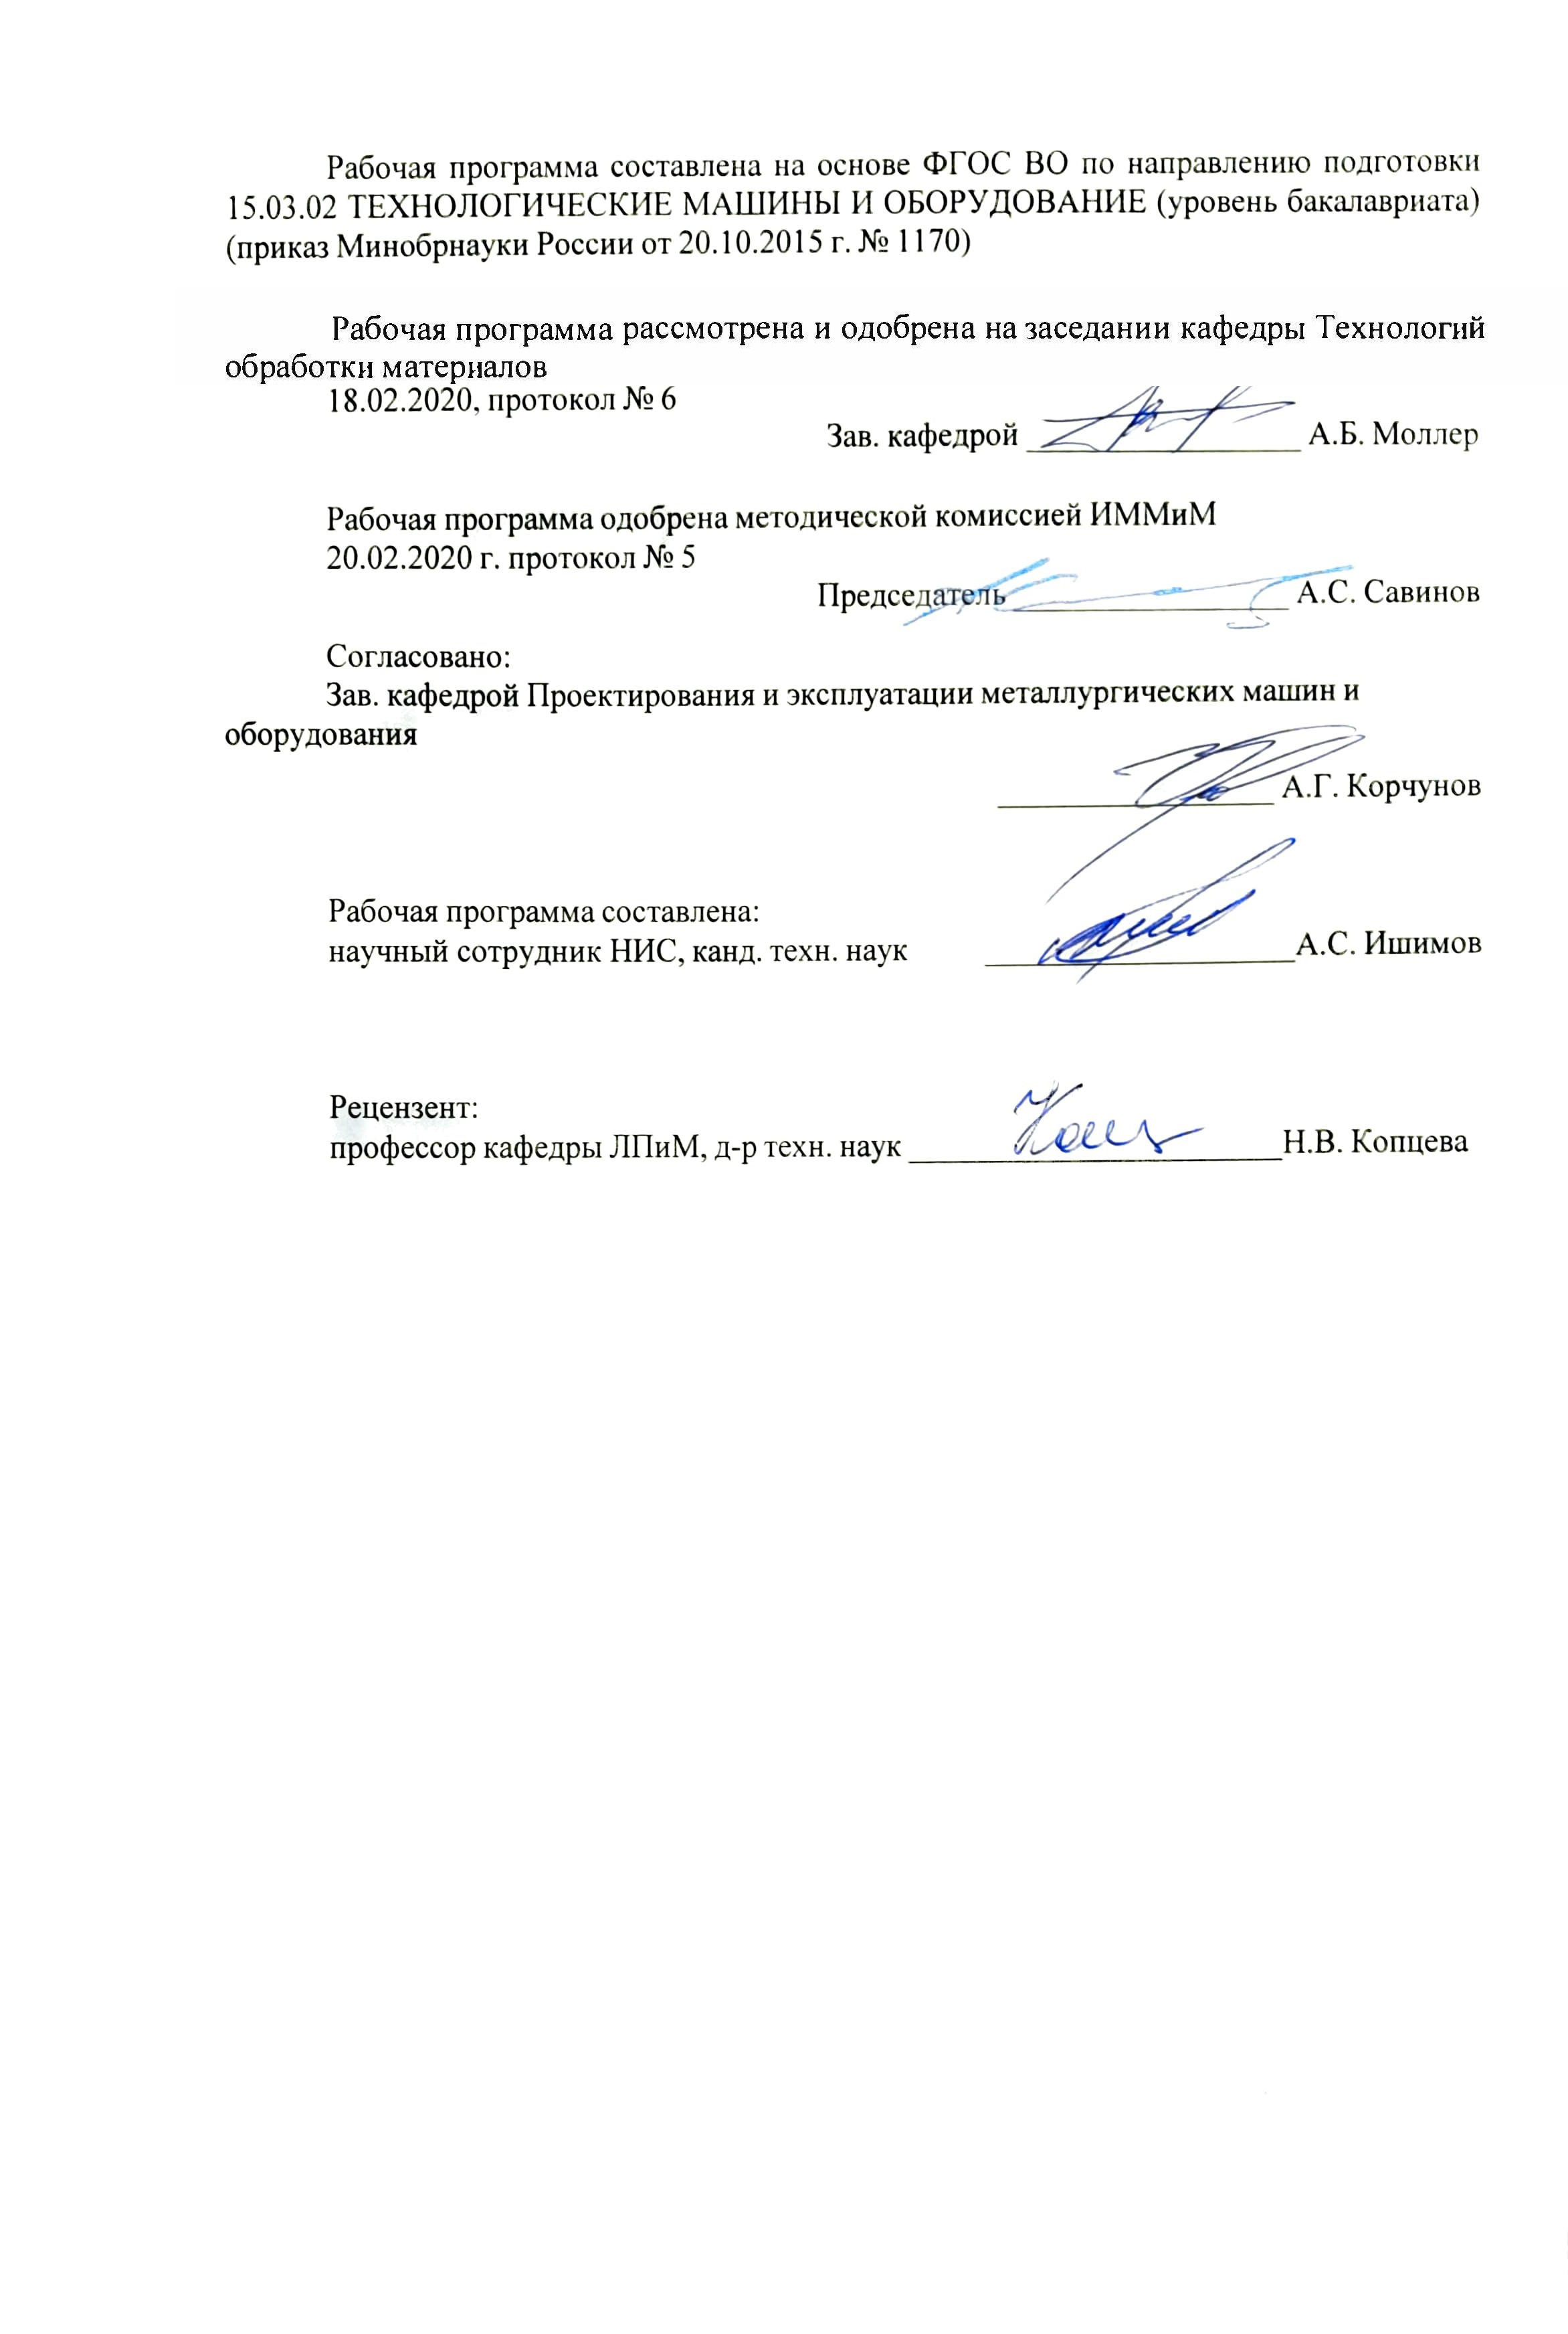 Рабочая программа составлена на основе ФГОС ВО по направлению подготовки
15.03.02 ТЕХНОЛОГИЧЕСКИЕ МАШИНЫ И ОБОРУДОВАНИЕ (уровень бакалавриата)
(приказ Минобрнауки России от 20.10.2015 г. № 1170)
Рабочая программа рассмотрена и одобрена на заседании кафедры Технологий
обработки материалов
18.02.2020, протокол № 6
Зав. кафедрой А.Б. Моллер
Рабочая программа одобрена методической комиссией ИММиМ
20.02.2020 г. протокол № 5
Председатель А.С. Савинов
Согласовано:
Зав. кафедрой Проектирования и эксплуатации металлургических машин и
оборудования
А.Г. Корчунов
Рабочая программа составлена:
научный сотрудник НИС, канд. техн. наук А.С. Ишимов
Рецензент:
профессор кафедры ЛПиМ, д-р техн. наук Н.В. Копцева